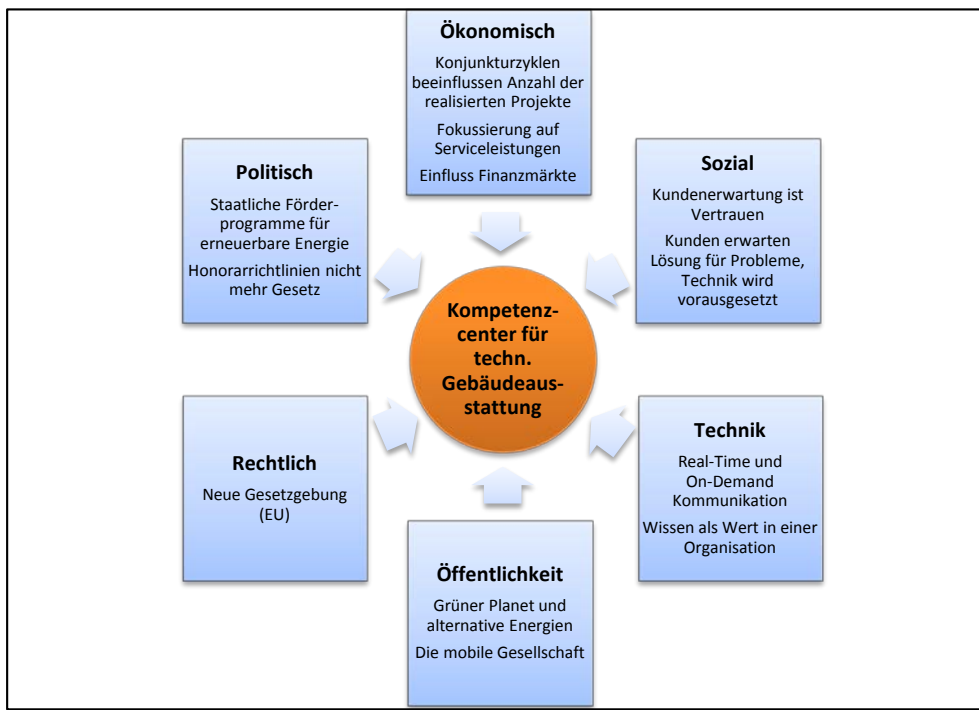 Ökonomisch
Konjunkturzyklen
beeinflussen Anzahl der
realisierten Projekte
Fokussierung auf
Serviceleistungen
Einfluss Finanzmärkte
Politisch
Staatliche Förder-
programme für
erneuerbare Energie
Honorarrichtlinien nicht
mehr Gesetz
Sozial
Kundenerwartung ist
Vertrauen
Kunden erwarten
Lösung für Probleme,
Technik wird
vorausgesetzt
Kompetenz-
center für
techn.
Gebäudeaus-
stattung
Rechtlich
Neue Gesetzgebung
(EU)
Technik
Real-Time und
On-Demand
Kommunikation
Wissen als Wert in einer
Organisation
Öffentlichkeit
Grüner Planet und
alternative Energien
Die mobile Gesellschaft